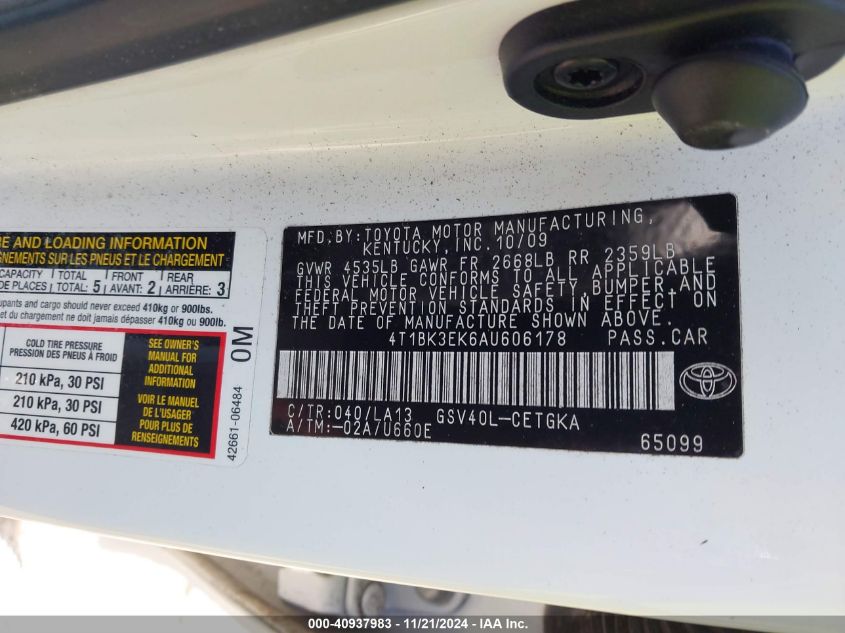 RE AND LOADING INFORMATION
GNEMENTS SUR LES PNEUS ET LE CHARGEMENT
CAPACITY TOTAL 5 FRONT 2 REAR 3
DE PLACES: TOTAL: AVANT: ARRIÈRE:
upants and cargo should never exceed 410kg or 900lbs.
et du chargement ne doit jamais dépasser 410kg ou 900lb.
COLD TIRE PRESSURE
PRESSION DES PNEUS À FROID
210 kPa, 30 PSI
210 kPa, 30 PSI
420 kPa, 60 PSI
SEE OWNER'S
MANUAL FOR
ADDITIONAL
INFORMATION
VOIR LE MANUEL
DE L'USAGER
POUR PLUS DE
RENSEIGNEMENTS
0M
42661-06484
MFD.BY:TOYOTA MOTOR MANUFACTURING,
KENTUCKY, INC. 10/09
GVWR 4535LB GAWR FR 2668LB RR 2359LB
THIS VEHICLE CONFORMS TO ALL APPLICABLE
FEDERAL MOTOR VEHICLE SAFETY, BUMPER, AND
THEFT PREVENTION STANDARDS IN EFFECT ON
THE DATE OF MANUFACTURE SHOWN ABOVE.
4T1BK3EK6AU606178 PASS.CAR
C/TR:040/LA13 GSV40L-CETGKA
A/TM:-02A/U660E
65099
000-40937983 - 11/21/2024 - IAA Inc.